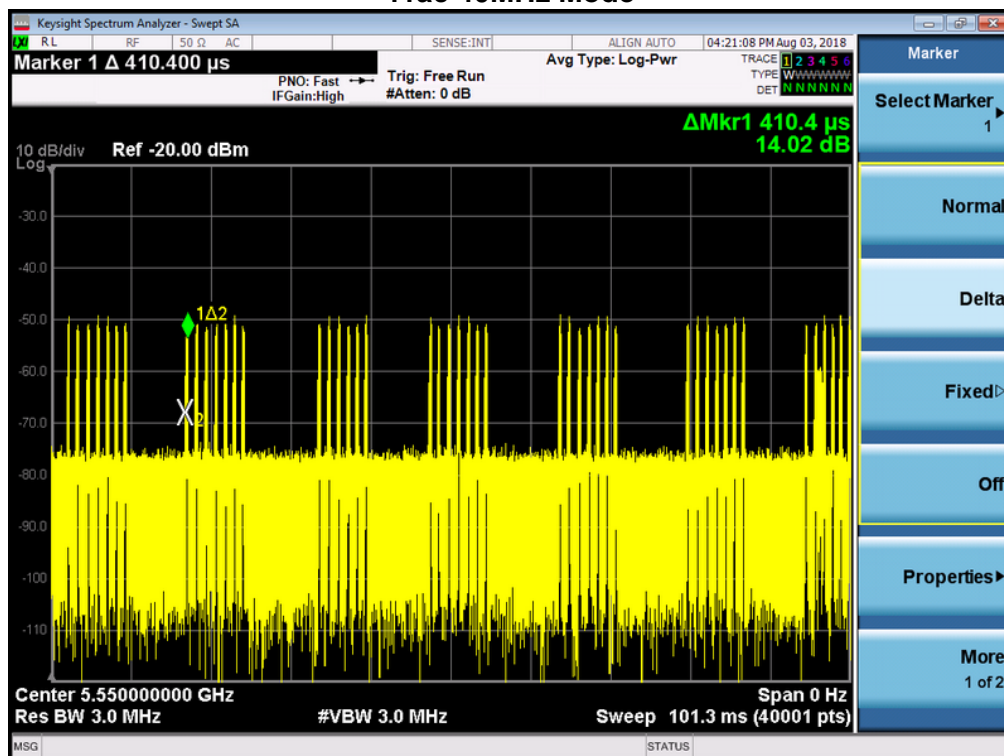 Keysight Spectrum Analyzer - Swept SA
LXI RL RF 50 Ω AC SENSE:INT ALIGN AUTO 04:21:08 PM Aug 03, 2018
Marker 1 Δ 410.400 µs
PNO: Fast
IFGain:High
Trig: Free Run
#Atten: 0 dB
Avg Type: Log-Pwr
TRACE 1 2 3 4 5 6
TYPE W
DET N N N N N N
ΔMkr1 410.4 µs
14.02 dB
10 dB/div Ref -20.00 dBm
Log
-30.0
-40.0
-50.0
-60.0
-70.0
-80.0
-90.0
-100
-110
1Δ2
2
Center 5.550000000 GHz
Span 0 Hz
Res BW 3.0 MHz
#VBW 3.0 MHz
Sweep 101.3 ms (40001 pts)
MSG
STATUS
Marker
Select Marker
1
Normal
Delta
Fixed
Off
Properties
More
1 of 2